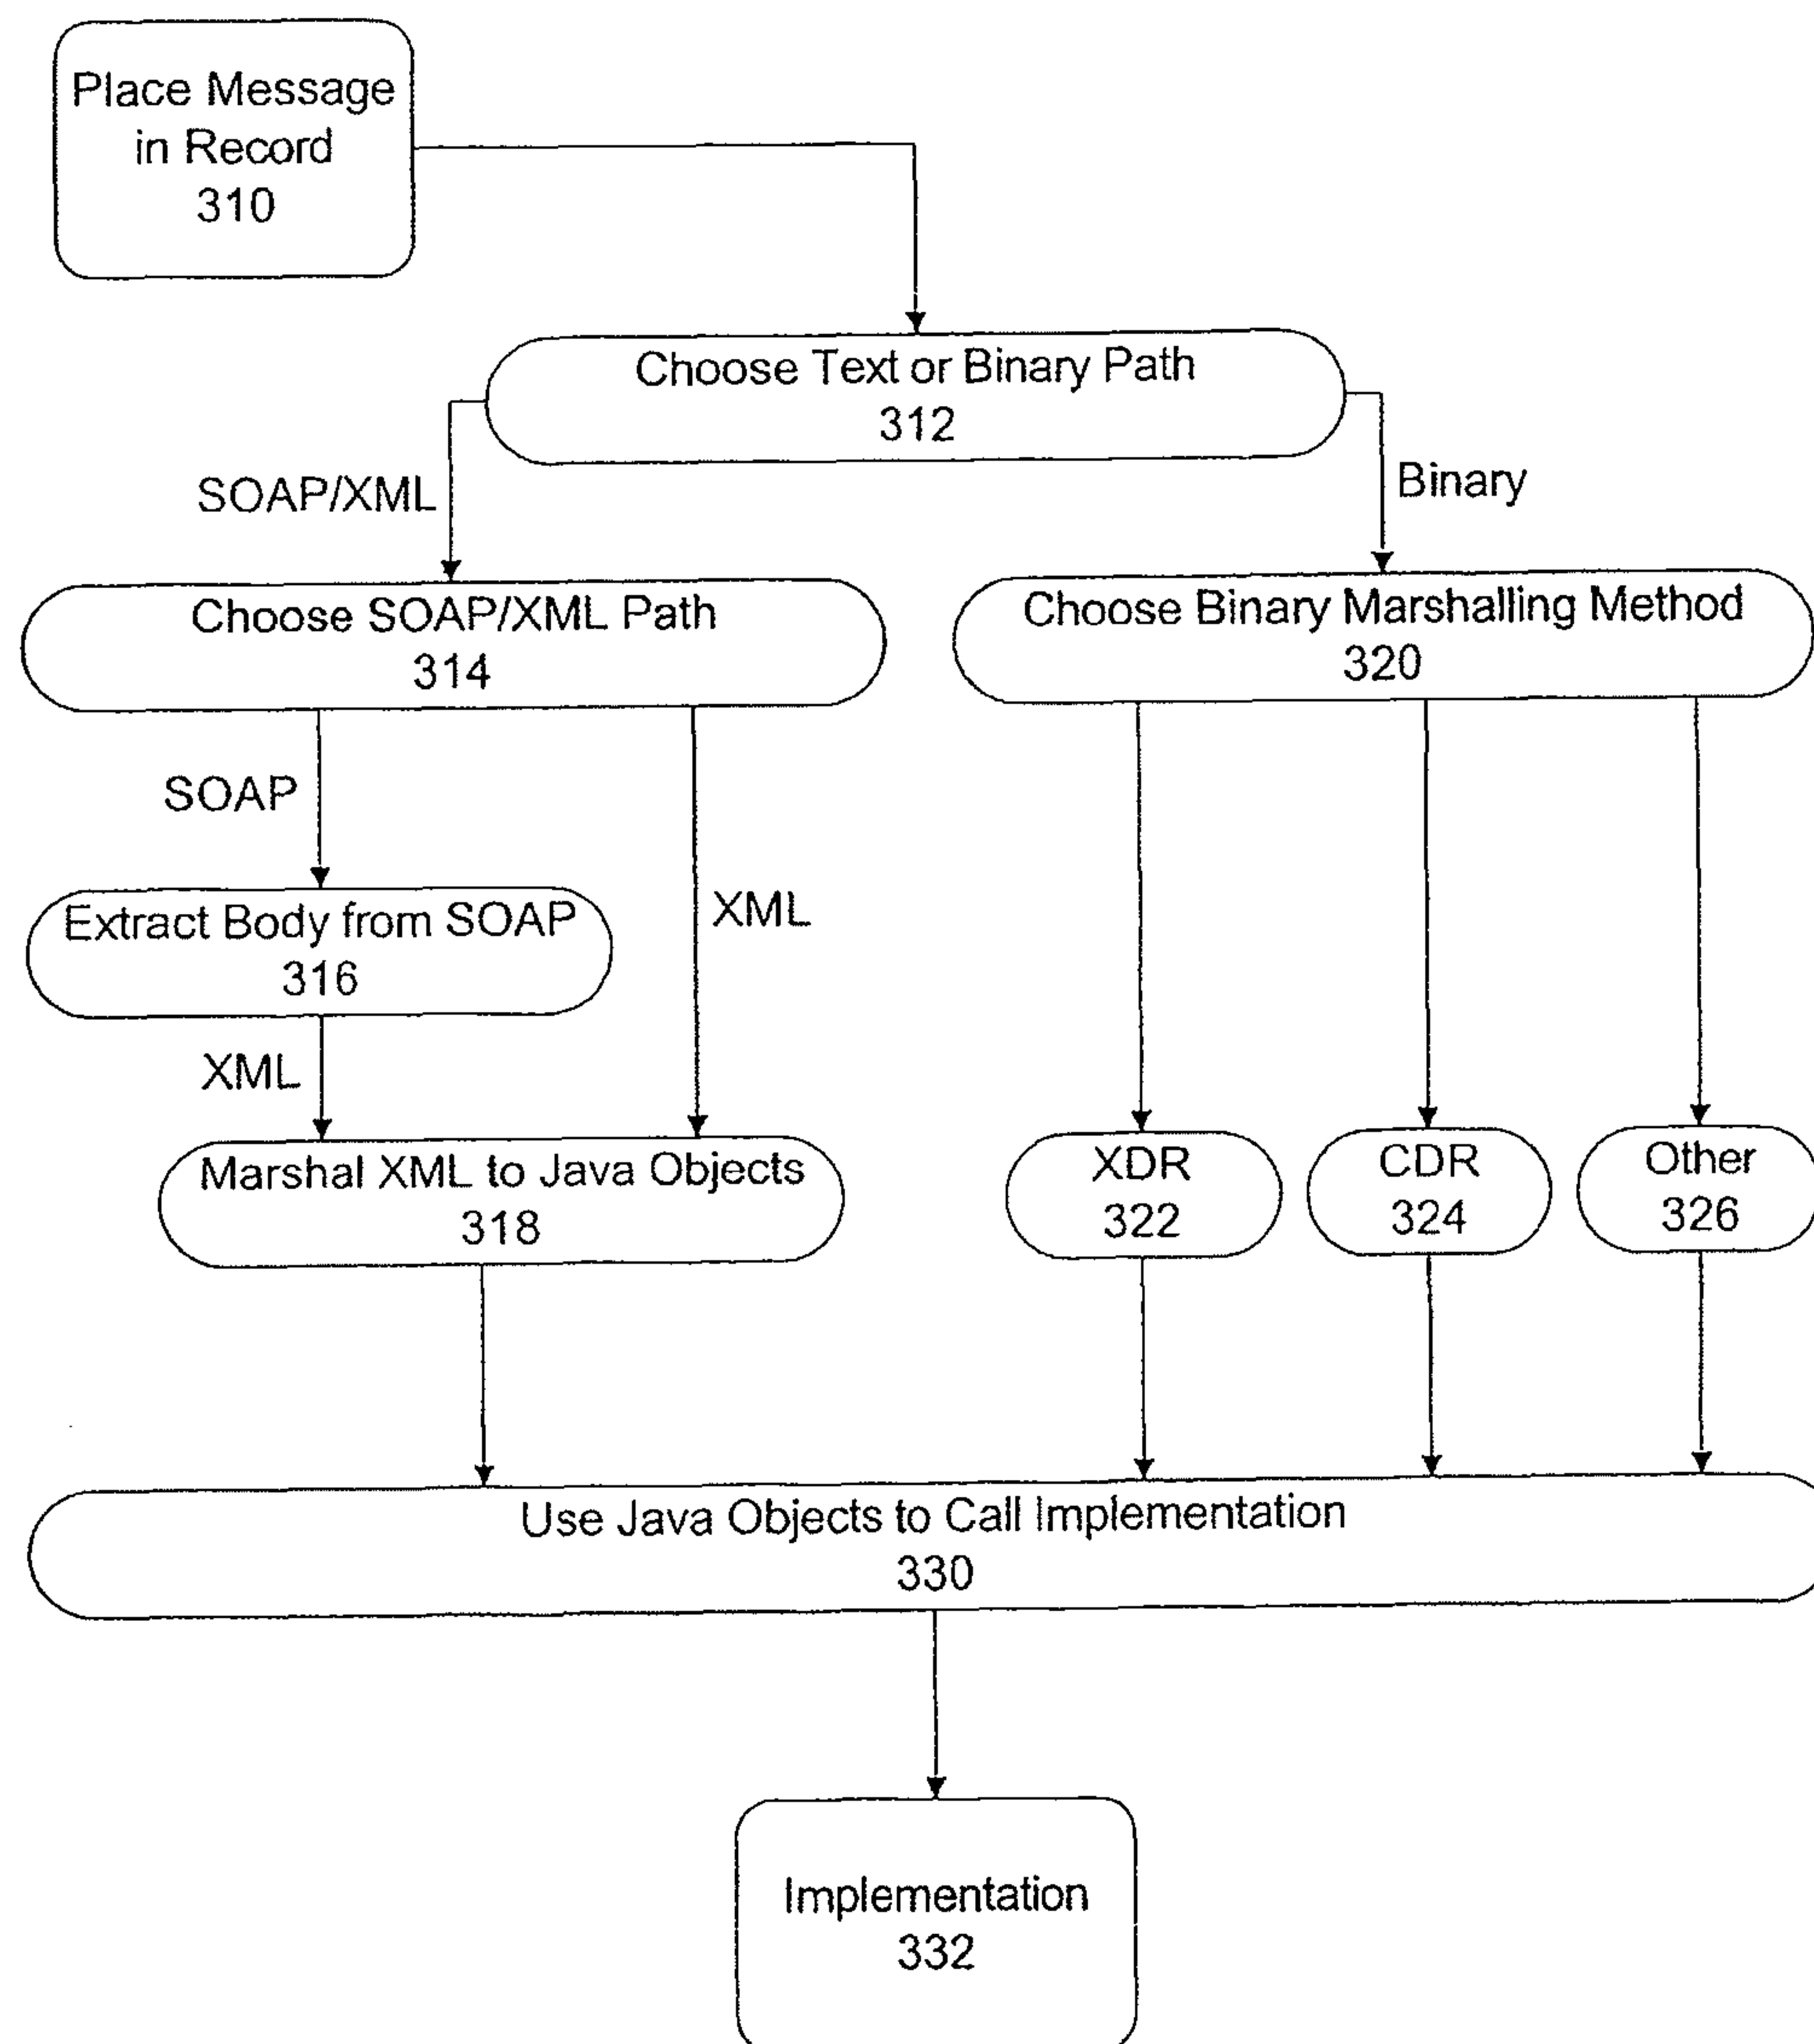 Place Message
in Record
310
Choose Text or Binary Path
312
SOAP/XML
Binary
Choose SOAP/XML Path
314
Choose Binary Marshalling Method
320
SOAP
XML
Extract Body from SOAP
316
XML
Marshal XML to Java Objects
318
XDR
322
CDR
324
Other
326
Use Java Objects to Call Implementation
330
Implementation
332